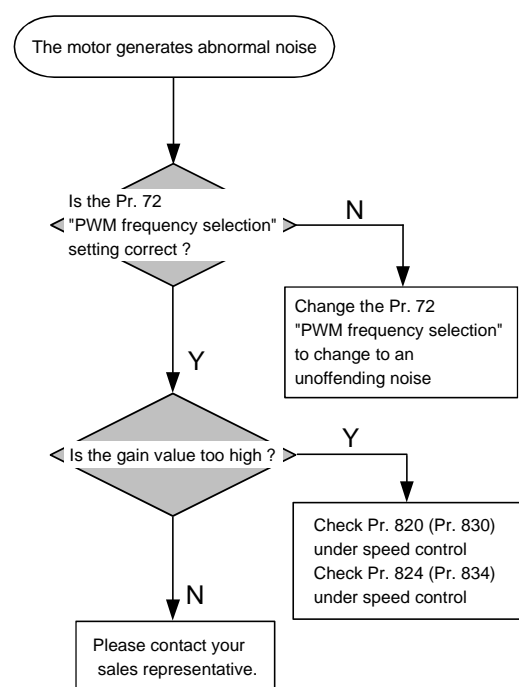 The motor generates abnormal noise
Is the Pr. 72
"PWM frequency selection"
setting correct ?
N
Change the Pr. 72
"PWM frequency selection"
to change to an
unoffending noise
Y
Is the gain value too high ?
Y
Check Pr. 820 (Pr. 830)
under speed control
Check Pr. 824 (Pr. 834)
under speed control
N
Please contact your
sales representative.